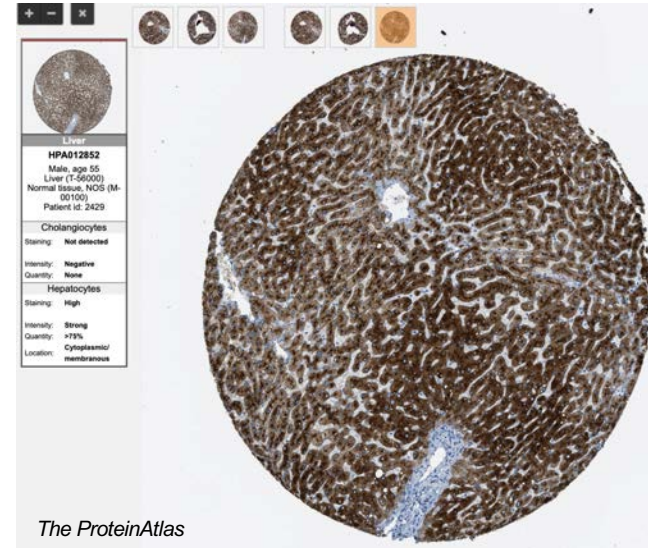 + − ×
Liver
HPA012852
Male, age 55
Liver (T-56000)
Normal tissue, NOS (M-
00100)
Patient id: 2429
Cholangiocytes
Staining: Not detected
Intensity: Negative
Quantity: None
Hepatocytes
Staining: High
Intensity: Strong
Quantity: >75%
Location: Cytoplasmic/
membranous
The ProteinAtlas